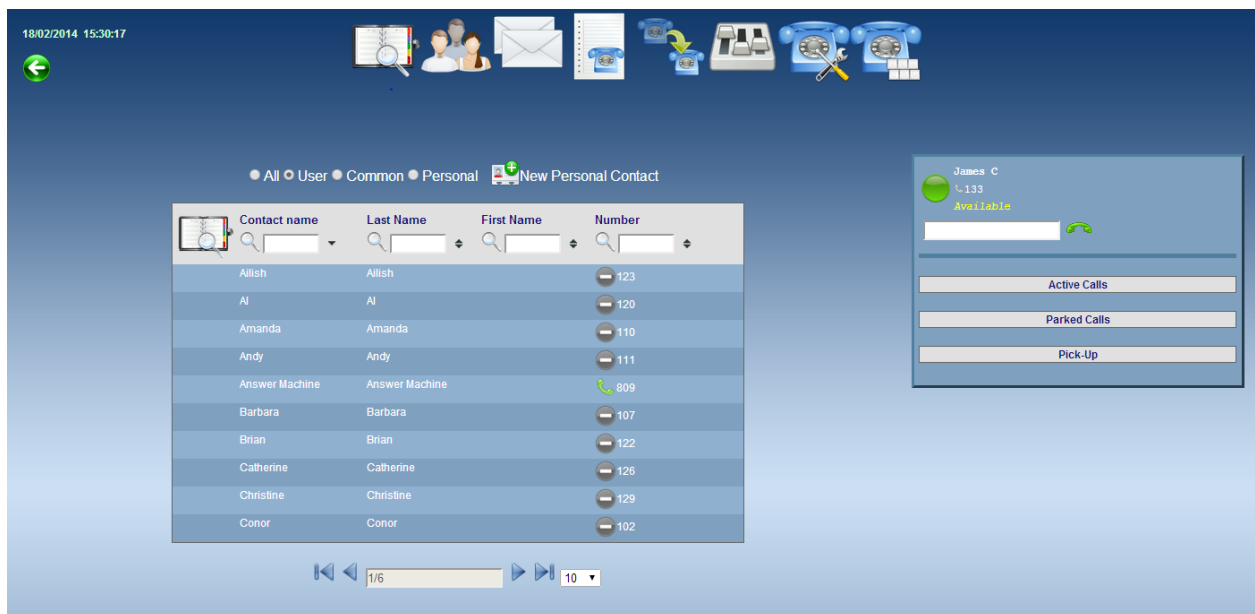 18/02/2014 15:30:17
All User Common Personal New Personal Contact
Contact name Last Name First Name Number
Ailish Ailish 123
Al Al 120
Amanda Amanda 110
Andy Andy 111
Answer Machine Answer Machine 809
Barbara Barbara 107
Brian Brian 122
Catherine Catherine 126
Christine Christine 129
Conor Conor 102
1/6 10
James C
133
Available
Active Calls
Parked Calls
Pick-Up